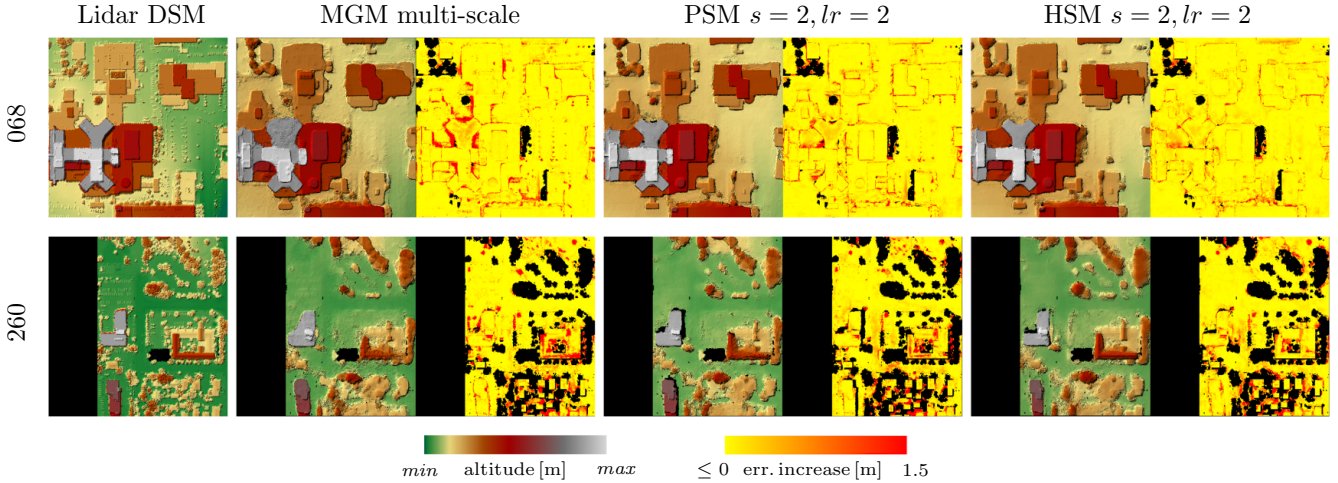 Lidar DSM MGM multi-scale PSM s = 2, lr = 2 HSM s = 2, lr = 2
068
260
min altitude [m] max ≤ 0 err. increase [m] 1.5